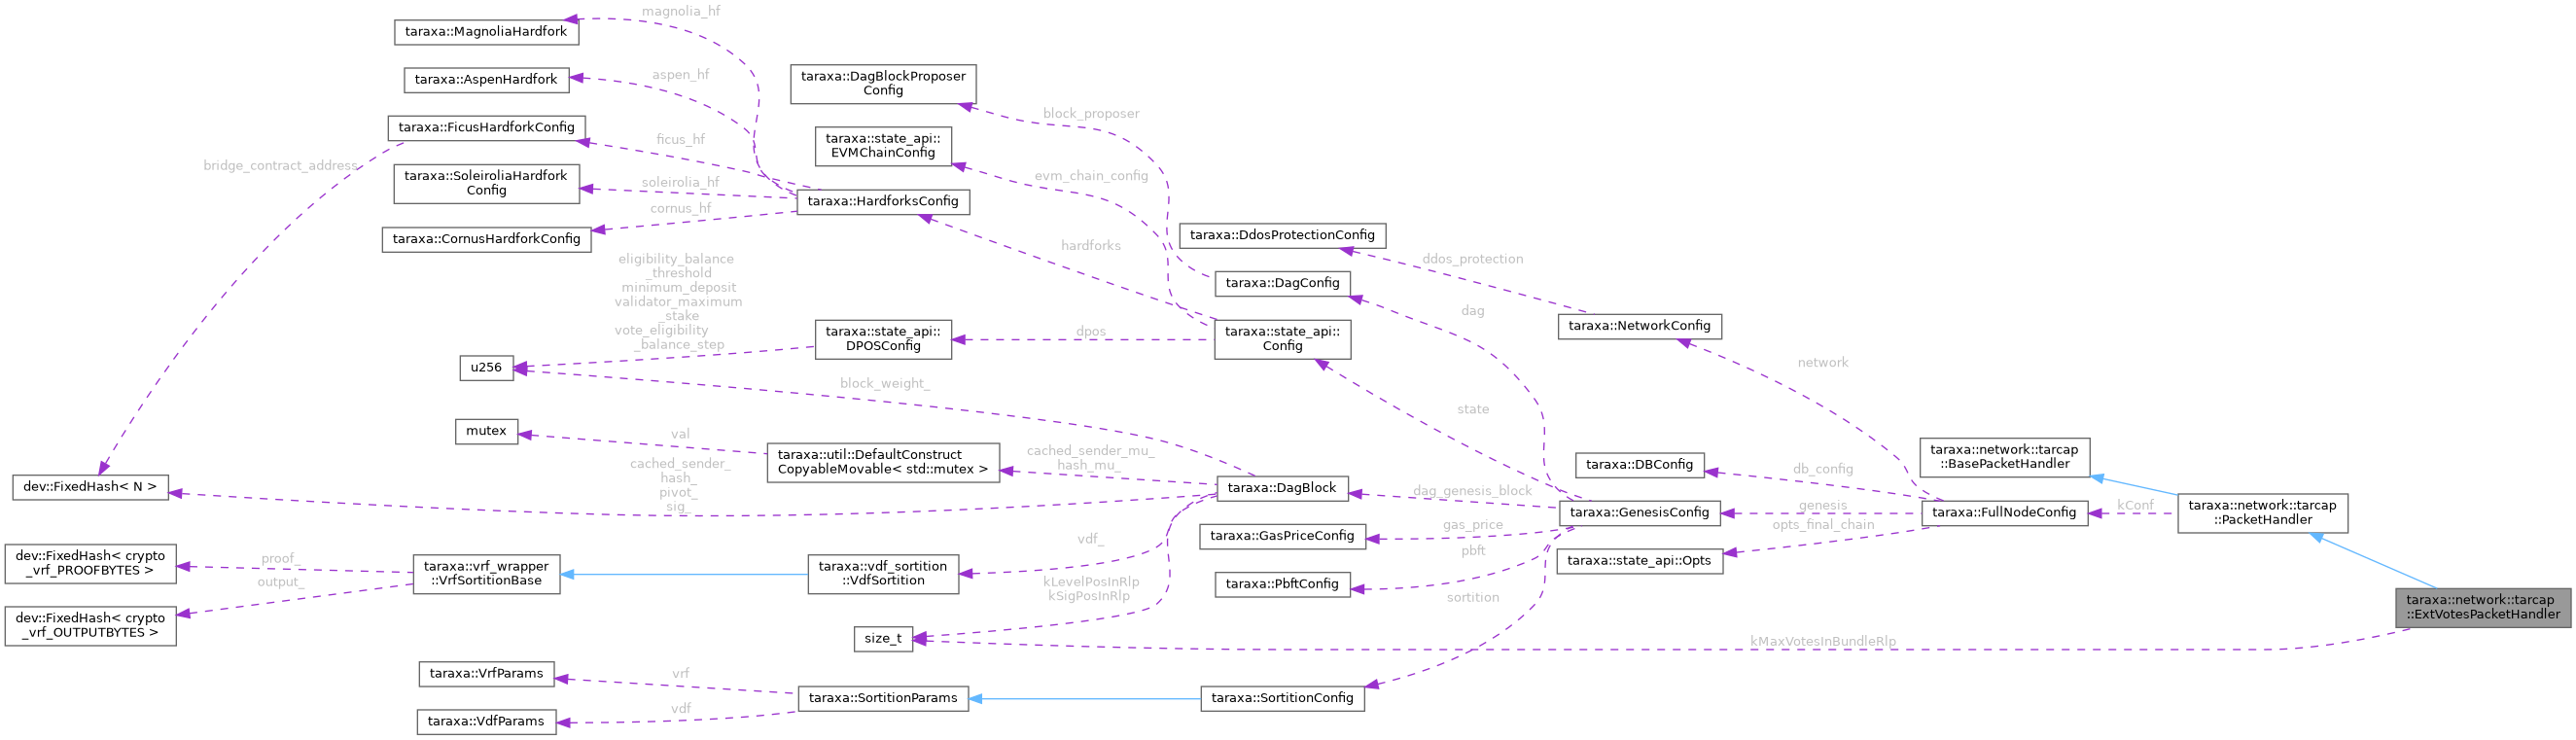 magnolia_hf
taraxa::MagnoliaHardfork
aspen_hf
taraxa::AspenHardfork
taraxa::DagBlockProposer
Config
block_proposer
taraxa::FicusHardforkConfig
ficus_hf
taraxa::state_api::
EVMChainConfig
evm_chain_config
bridge_contract_address
taraxa::SoleiroliaHardfork
Config
soleirolia_hf
taraxa::HardforksConfig
cornus_hf
taraxa::CornusHardforkConfig
hardforks
taraxa::DdosProtectionConfig
ddos_protection
eligibility_balance
_threshold
minimum_deposit
validator_maximum
_stake
vote_eligibility
_balance_step
taraxa::DagConfig
dag
taraxa::state_api::
DPOSConfig
dpos
taraxa::state_api::
Config
taraxa::NetworkConfig
network
u256
block_weight_
state
mutex
val
taraxa::util::DefaultConstruct
CopyableMovable< std::mutex >
cached_sender_mu_
hash_mu_
taraxa::DBConfig
db_config
taraxa::network::tarcap
::BasePacketHandler
dev::FixedHash< N >
cached_sender_
hash_
pivot_
sig_
taraxa::DagBlock
dag_genesis_block
taraxa::GenesisConfig
genesis
taraxa::FullNodeConfig
kConf
taraxa::network::tarcap
::PacketHandler
taraxa::GasPriceConfig
gas_price
opts_final_chain
taraxa::state_api::Opts
vdf_
pbft
dev::FixedHash< crypto
_vrf_PROOFBYTES >
proof_
taraxa::vrf_wrapper
::VrfSortitionBase
taraxa::vdf_sortition
::VdfSortition
output_
kLevelPosInRlp
kSigPosInRlp
taraxa::PbftConfig
sortition
taraxa::network::tarcap
::ExtVotesPacketHandler
dev::FixedHash< crypto
_vrf_OUTPUTBYTES >
size_t
kMaxVotesInBundleRlp
taraxa::VrfParams
vrf
taraxa::SortitionParams
taraxa::SortitionConfig
vdf
taraxa::VdfParams